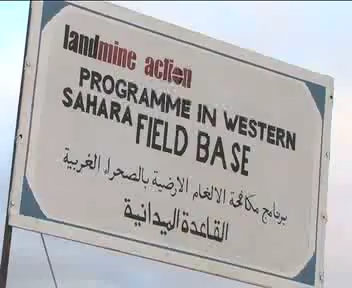 landmine action
PROGRAMME IN WESTERN
SAHARA FIELD BASE
برنامج مكافحة الالغام الارضية بالصحراء الغربية
القاعدة الميدانية